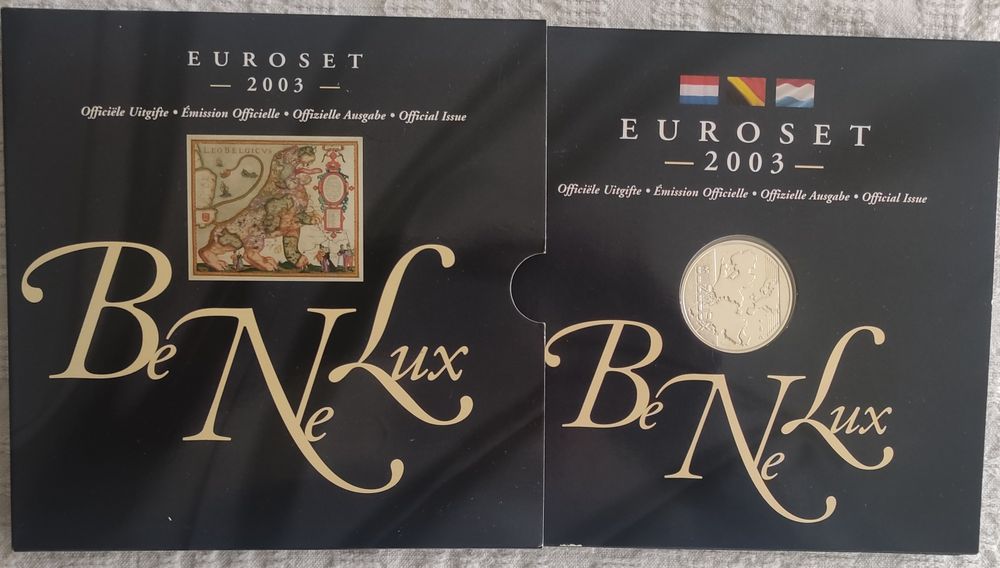 EUROSET
— 2003 —
Officiële Uitgifte • Émission Officielle • Offizielle Ausgabe • Official Issue
LEO BELGICVS
BeNeLux
EUROSET
— 2003 —
Officiële Uitgifte • Émission Officielle • Offizielle Ausgabe • Official Issue
BeNeLux